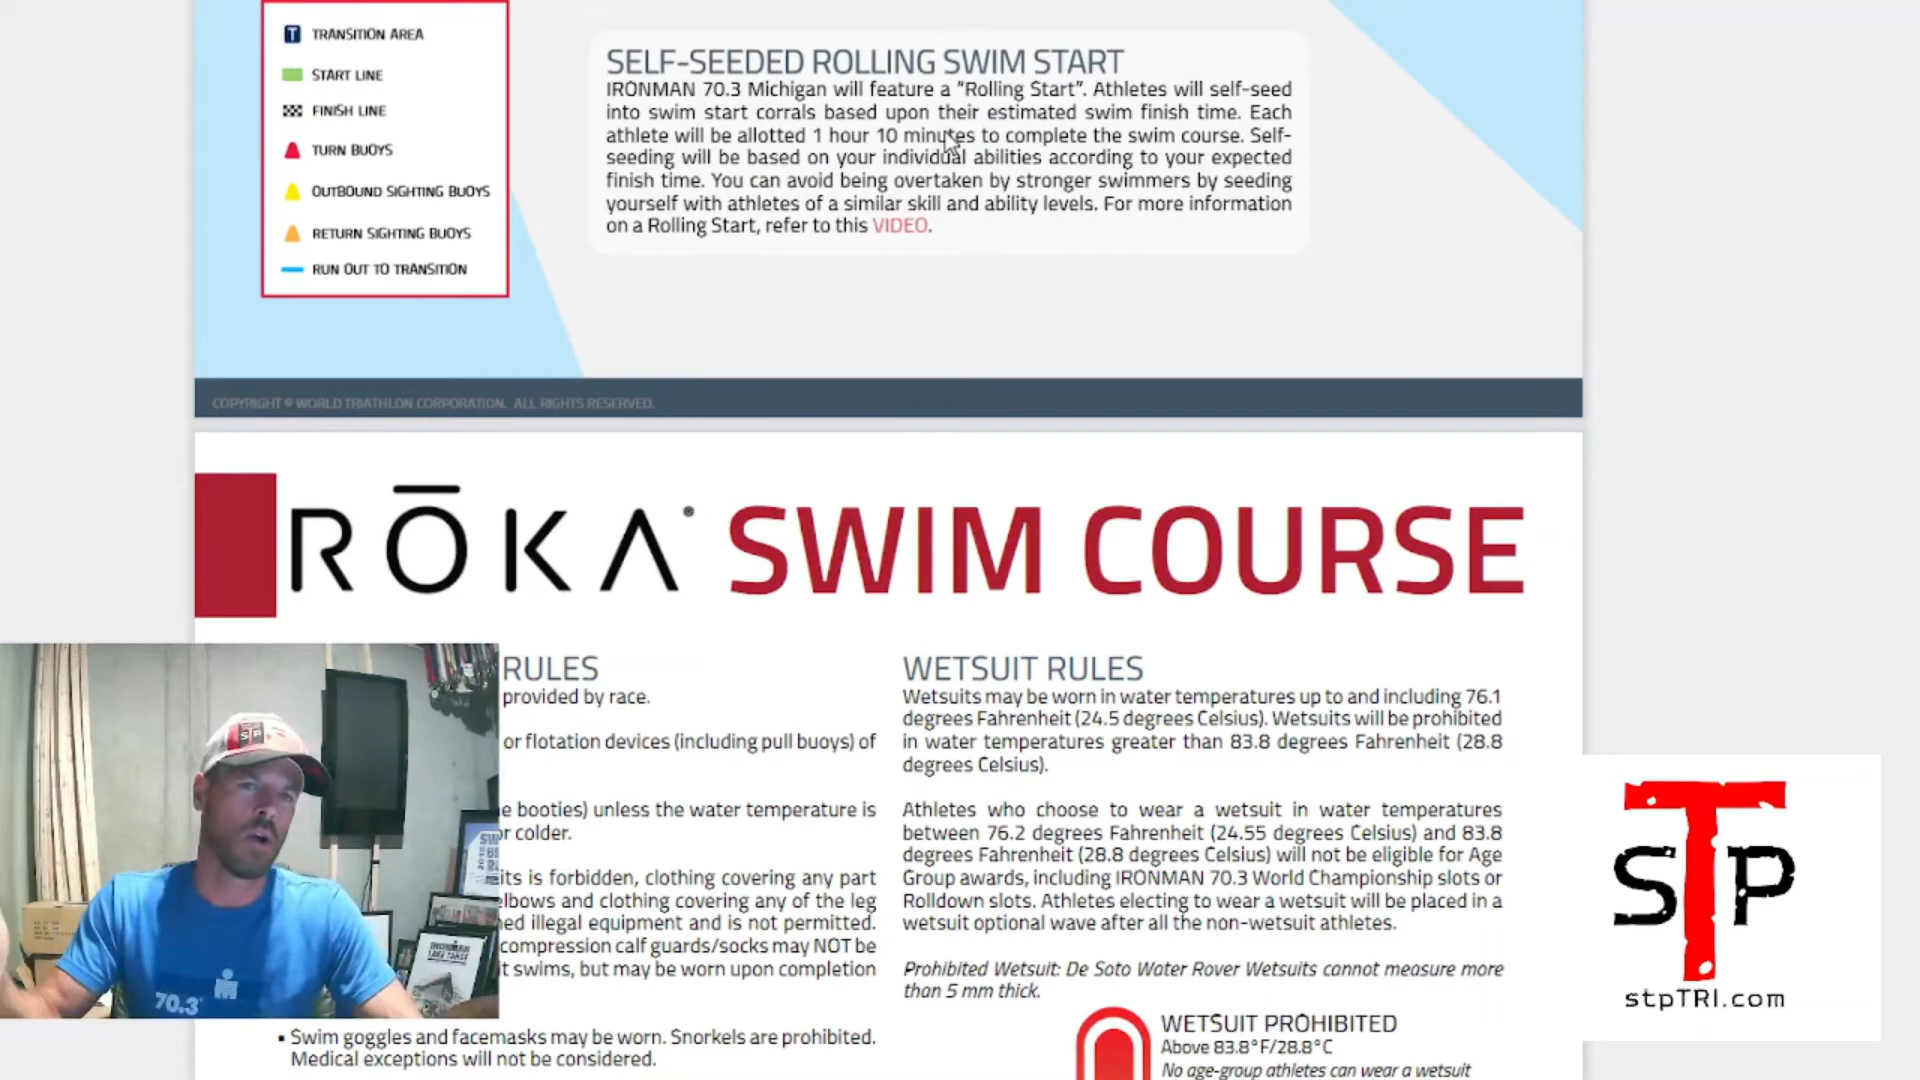 TRANSITION AREA
START LINE
FINISH LINE
TURN BUOYS
OUTBOUND SIGHTING BUOYS
RETURN SIGHTING BUOYS
RUN OUT TO TRANSITION
SELF-SEEDED ROLLING SWIM START
IRONMAN 70.3 Michigan will feature a “Rolling Start”. Athletes will self-seed
into swim start corrals based upon their estimated swim finish time. Each
athlete will be allotted 1 hour 10 minutes to complete the swim course. Self-
seeding will be based on your individual abilities according to your expected
finish time. You can avoid being overtaken by stronger swimmers by seeding
yourself with athletes of a similar skill and ability levels. For more information
on a Rolling Start, refer to this VIDEO.
COPYRIGHT © WORLD TRIATHLON CORPORATION. ALL RIGHTS RESERVED.
RŌKA® SWIM COURSE
RULES
provided by race.
or flotation devices (including pull buoys) of
booties) unless the water temperature is
or colder.
its is forbidden, clothing covering any part
elbows and clothing covering any of the leg
ed illegal equipment and is not permitted.
compression calf guards/socks may NOT be
it swims, but may be worn upon completion
▪ Swim goggles and facemasks may be worn. Snorkels are prohibited.
Medical exceptions will not be considered.
WETSUIT RULES
Wetsuits may be worn in water temperatures up to and including 76.1
degrees Fahrenheit (24.5 degrees Celsius). Wetsuits will be prohibited
in water temperatures greater than 83.8 degrees Fahrenheit (28.8
degrees Celsius).
Athletes who choose to wear a wetsuit in water temperatures
between 76.2 degrees Fahrenheit (24.55 degrees Celsius) and 83.8
degrees Fahrenheit (28.8 degrees Celsius) will not be eligible for Age
Group awards, including IRONMAN 70.3 World Championship slots or
Rolldown slots. Athletes electing to wear a wetsuit will be placed in a
wetsuit optional wave after all the non-wetsuit athletes.
Prohibited Wetsuit: De Soto Water Rover Wetsuits cannot measure more
than 5 mm thick.
WETSUIT PROHIBITED
Above 83.8°F/28.8°C
No age-group athletes can wear a wetsuit
STP
70.3
IRONMAN
LAKE TAHOE
STP
stpTRI.com